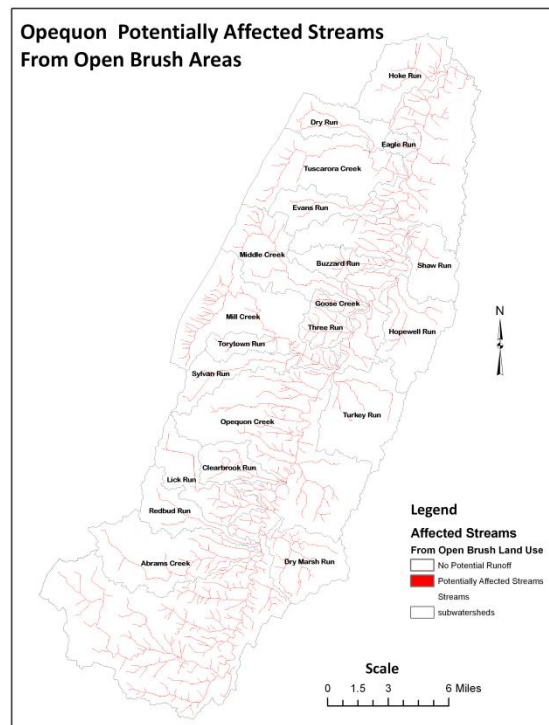 Opequon Potentially Affected Streams
From Open Brush Areas
Hoke Run
Dry Run
Eagle Run
Tuscarora Creek
Evans Run
Middle Creek
Buzzard Run
Shaw Run
Goose Creek
Mill Creek
Three Run
Hopewell Run
N
Torytown Run
Sylvan Run
Turkey Run
Opequon Creek
Clearbrook Run
Lick Run
Redbud Run
Abrams Creek
Dry Marsh Run
Legend
Affected Streams
From Open Brush Land Use
No Potential Runoff
Potentially Affected Streams
Streams
subwatersheds
Scale
0 1.5 3 6 Miles